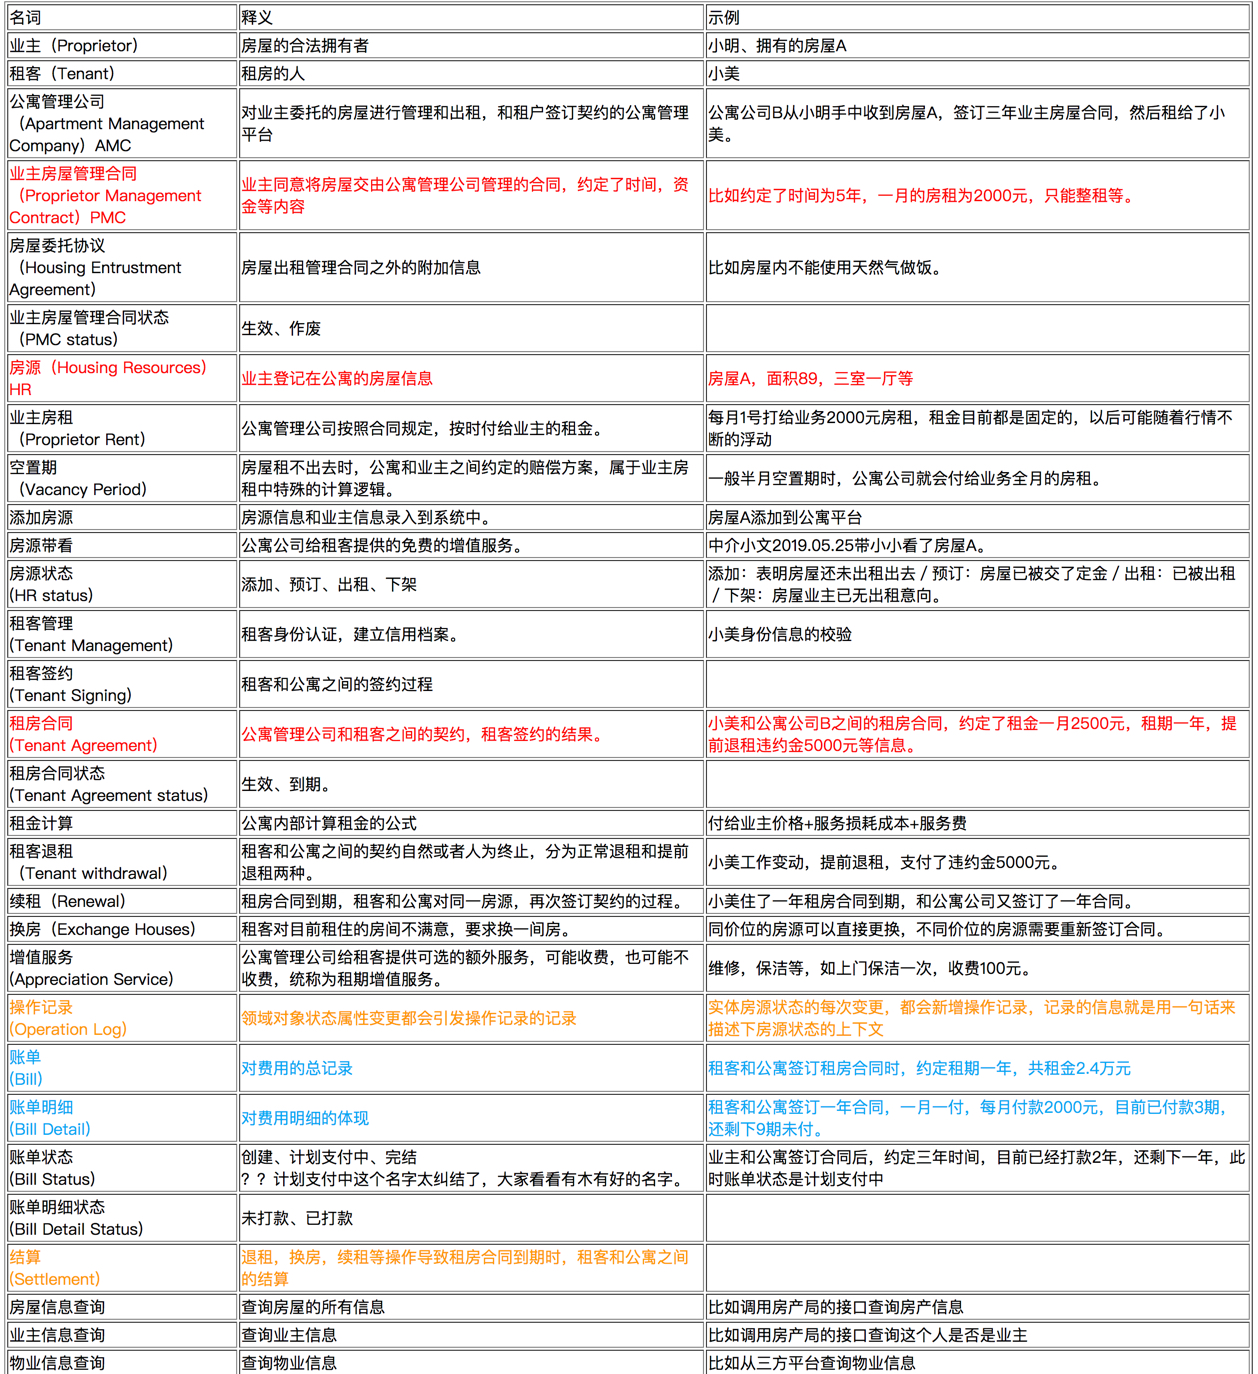 名词
释义
示例
业主（Proprietor）
房屋的合法拥有者
小明、拥有的房屋A
租客（Tenant）
租房的人
小美
公寓管理公司
（Apartment Management
Company）AMC
对业主委托的房屋进行管理和出租，和租户签订契约的公寓管理
平台
公寓公司B从小明手中收到房屋A，签订三年业主房屋合同，然后租给了小
美。
业主房屋管理合同
（Proprietor Management
Contract）PMC
业主同意将房屋交由公寓管理公司管理的合同，约定了时间，资
金等内容
比如约定了时间为5年，一月的房租为2000元，只能整租等。
房屋委托协议
（Housing Entrustment
Agreement）
房屋出租管理合同之外的附加信息
比如房屋内不能使用天然气做饭。
业主房屋管理合同状态
（PMC status）
生效、作废
房源（Housing Resources）
HR
业主登记在公寓的房屋信息
房屋A，面积89，三室一厅等
业主房租
（Proprietor Rent）
公寓管理公司按照合同规定，按时付给业主的租金。
每月1号打给业务2000元房租，租金目前都是固定的，以后可能随着行情不
断的浮动
空置期
（Vacancy Period）
房屋租不出去时，公寓和业主之间约定的赔偿方案，属于业主房
租中特殊的计算逻辑。
一般半月空置期时，公寓公司就会付给业务全月的房租。
添加房源
房源信息和业主信息录入到系统中。
房屋A添加到公寓平台
房源带看
公寓公司给租客提供的免费的增值服务。
中介小文2019.05.25带小小看了房屋A。
房源状态
(HR status)
添加、预订、出租、下架
添加：表明房屋还未出租出去 / 预订：房屋已被交了定金 / 出租：已被出租
/ 下架：房屋业主已无出租意向。
租客管理
(Tenant Management)
租客身份认证，建立信用档案。
小美身份信息的校验
租客签约
(Tenant Signing)
租客和公寓之间的签约过程
租房合同
(Tenant Agreement)
公寓管理公司和租客之间的契约，租客签约的结果。
小美和公寓公司B之间的租房合同，约定了租金一月2500元，租期一年，提
前退租违约金5000元等信息。
租房合同状态
(Tenant Agreement status)
生效、到期。
租金计算
公寓内部计算租金的公式
付给业主价格+服务损耗成本+服务费
租客退租
（Tenant withdrawal）
租客和公寓之间的契约自然或者人为终止，分为正常退租和提前
退租两种。
小美工作变动，提前退租，支付了违约金5000元。
续租（Renewal）
租房合同到期，租客和公寓对同一房源，再次签订契约的过程。
小美住了一年租房合同到期，和公寓公司又签订了一年合同。
换房（Exchange Houses）
租客对目前租住的房间不满意，要求换一间房。
同价位的房源可以直接更换，不同价位的房源需要重新签订合同。
增值服务
(Appreciation Service)
公寓管理公司给租客提供可选的额外服务，可能收费，也可能不
收费，统称为租期增值服务。
维修，保洁等，如上门保洁一次，收费100元。
操作记录
(Operation Log)
领域对象状态属性变更都会引发操作记录的记录
实体房源状态的每次变更，都会新增操作记录，记录的信息就是用一句话来
描述下房源状态的上下文
账单
(Bill)
对费用的总记录
租客和公寓签订租房合同时，约定租期一年，共租金2.4万元
账单明细
(Bill Detail)
对费用明细的体现
租客和公寓签订一年合同，一月一付，每月付款2000元，目前已付款3期，
还剩下9期未付。
账单状态
(Bill Status)
创建、计划支付中、完结
？？计划支付中这个名字太纠结了，大家看看有木有好的名字。
业主和公寓签订合同后，约定三年时间，目前已经打款2年，还剩下一年，此
时账单状态是计划支付中
账单明细状态
(Bill Detail Status)
未打款、已打款
结算
(Settlement)
退租，换房，续租等操作导致租房合同到期时，租客和公寓之间
的结算
房屋信息查询
查询房屋的所有信息
比如调用房产局的接口查询房产信息
业主信息查询
查询业主信息
比如调用房产局的接口查询这个人是否是业主
物业信息查询
查询物业信息
比如从三方平台查询物业信息